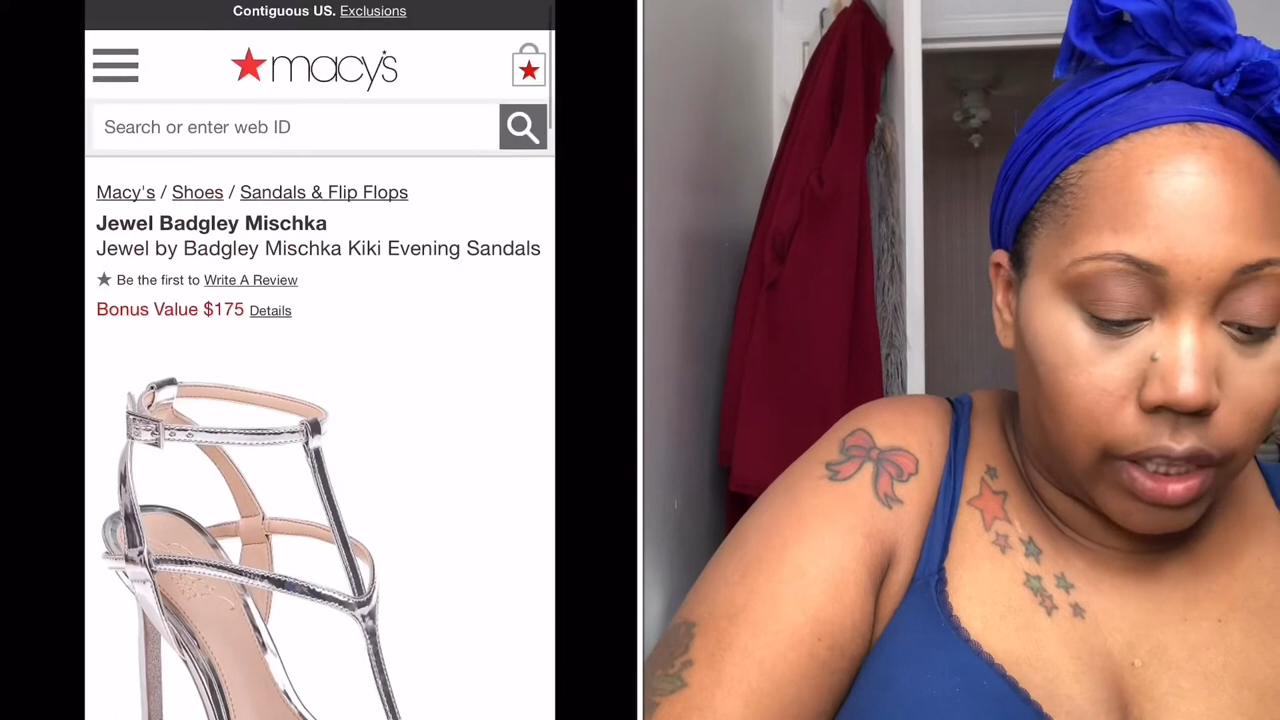 Contiguous US. Exclusions
macy's
Search or enter web ID
Macy's / Shoes / Sandals & Flip Flops
Jewel Badgley Mischka
Jewel by Badgley Mischka Kiki Evening Sandals
Be the first to Write A Review
Bonus Value $175 Details